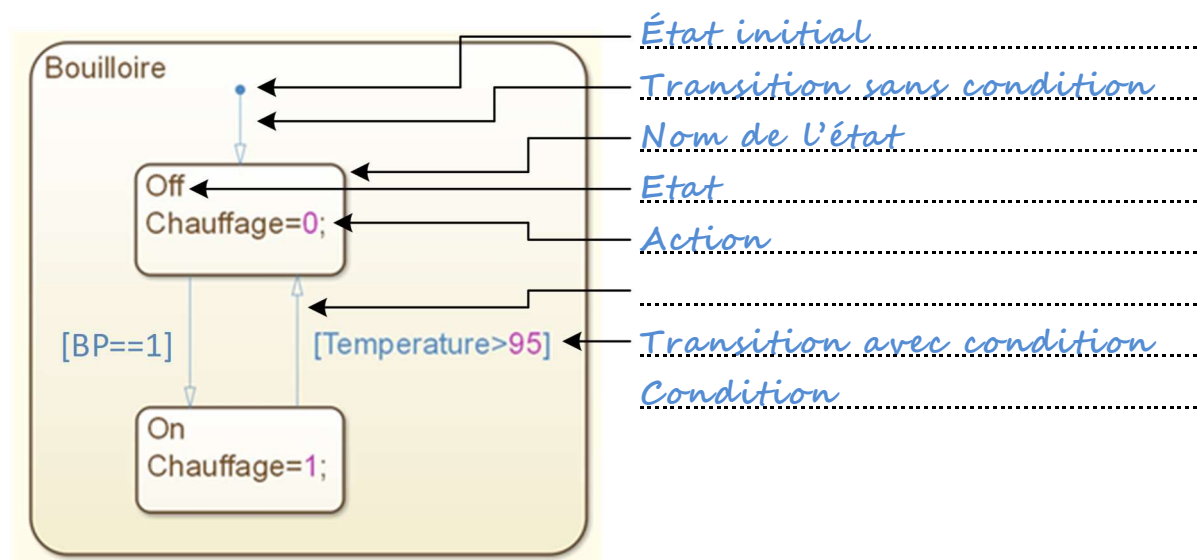 État initial
Bouilloire
Transition sans condition
Nom de l'état
Off
Etat
Chauffage=0;
Action
[BP==1]
[Temperature>95]
Transition avec condition
Condition
On
Chauffage=1;